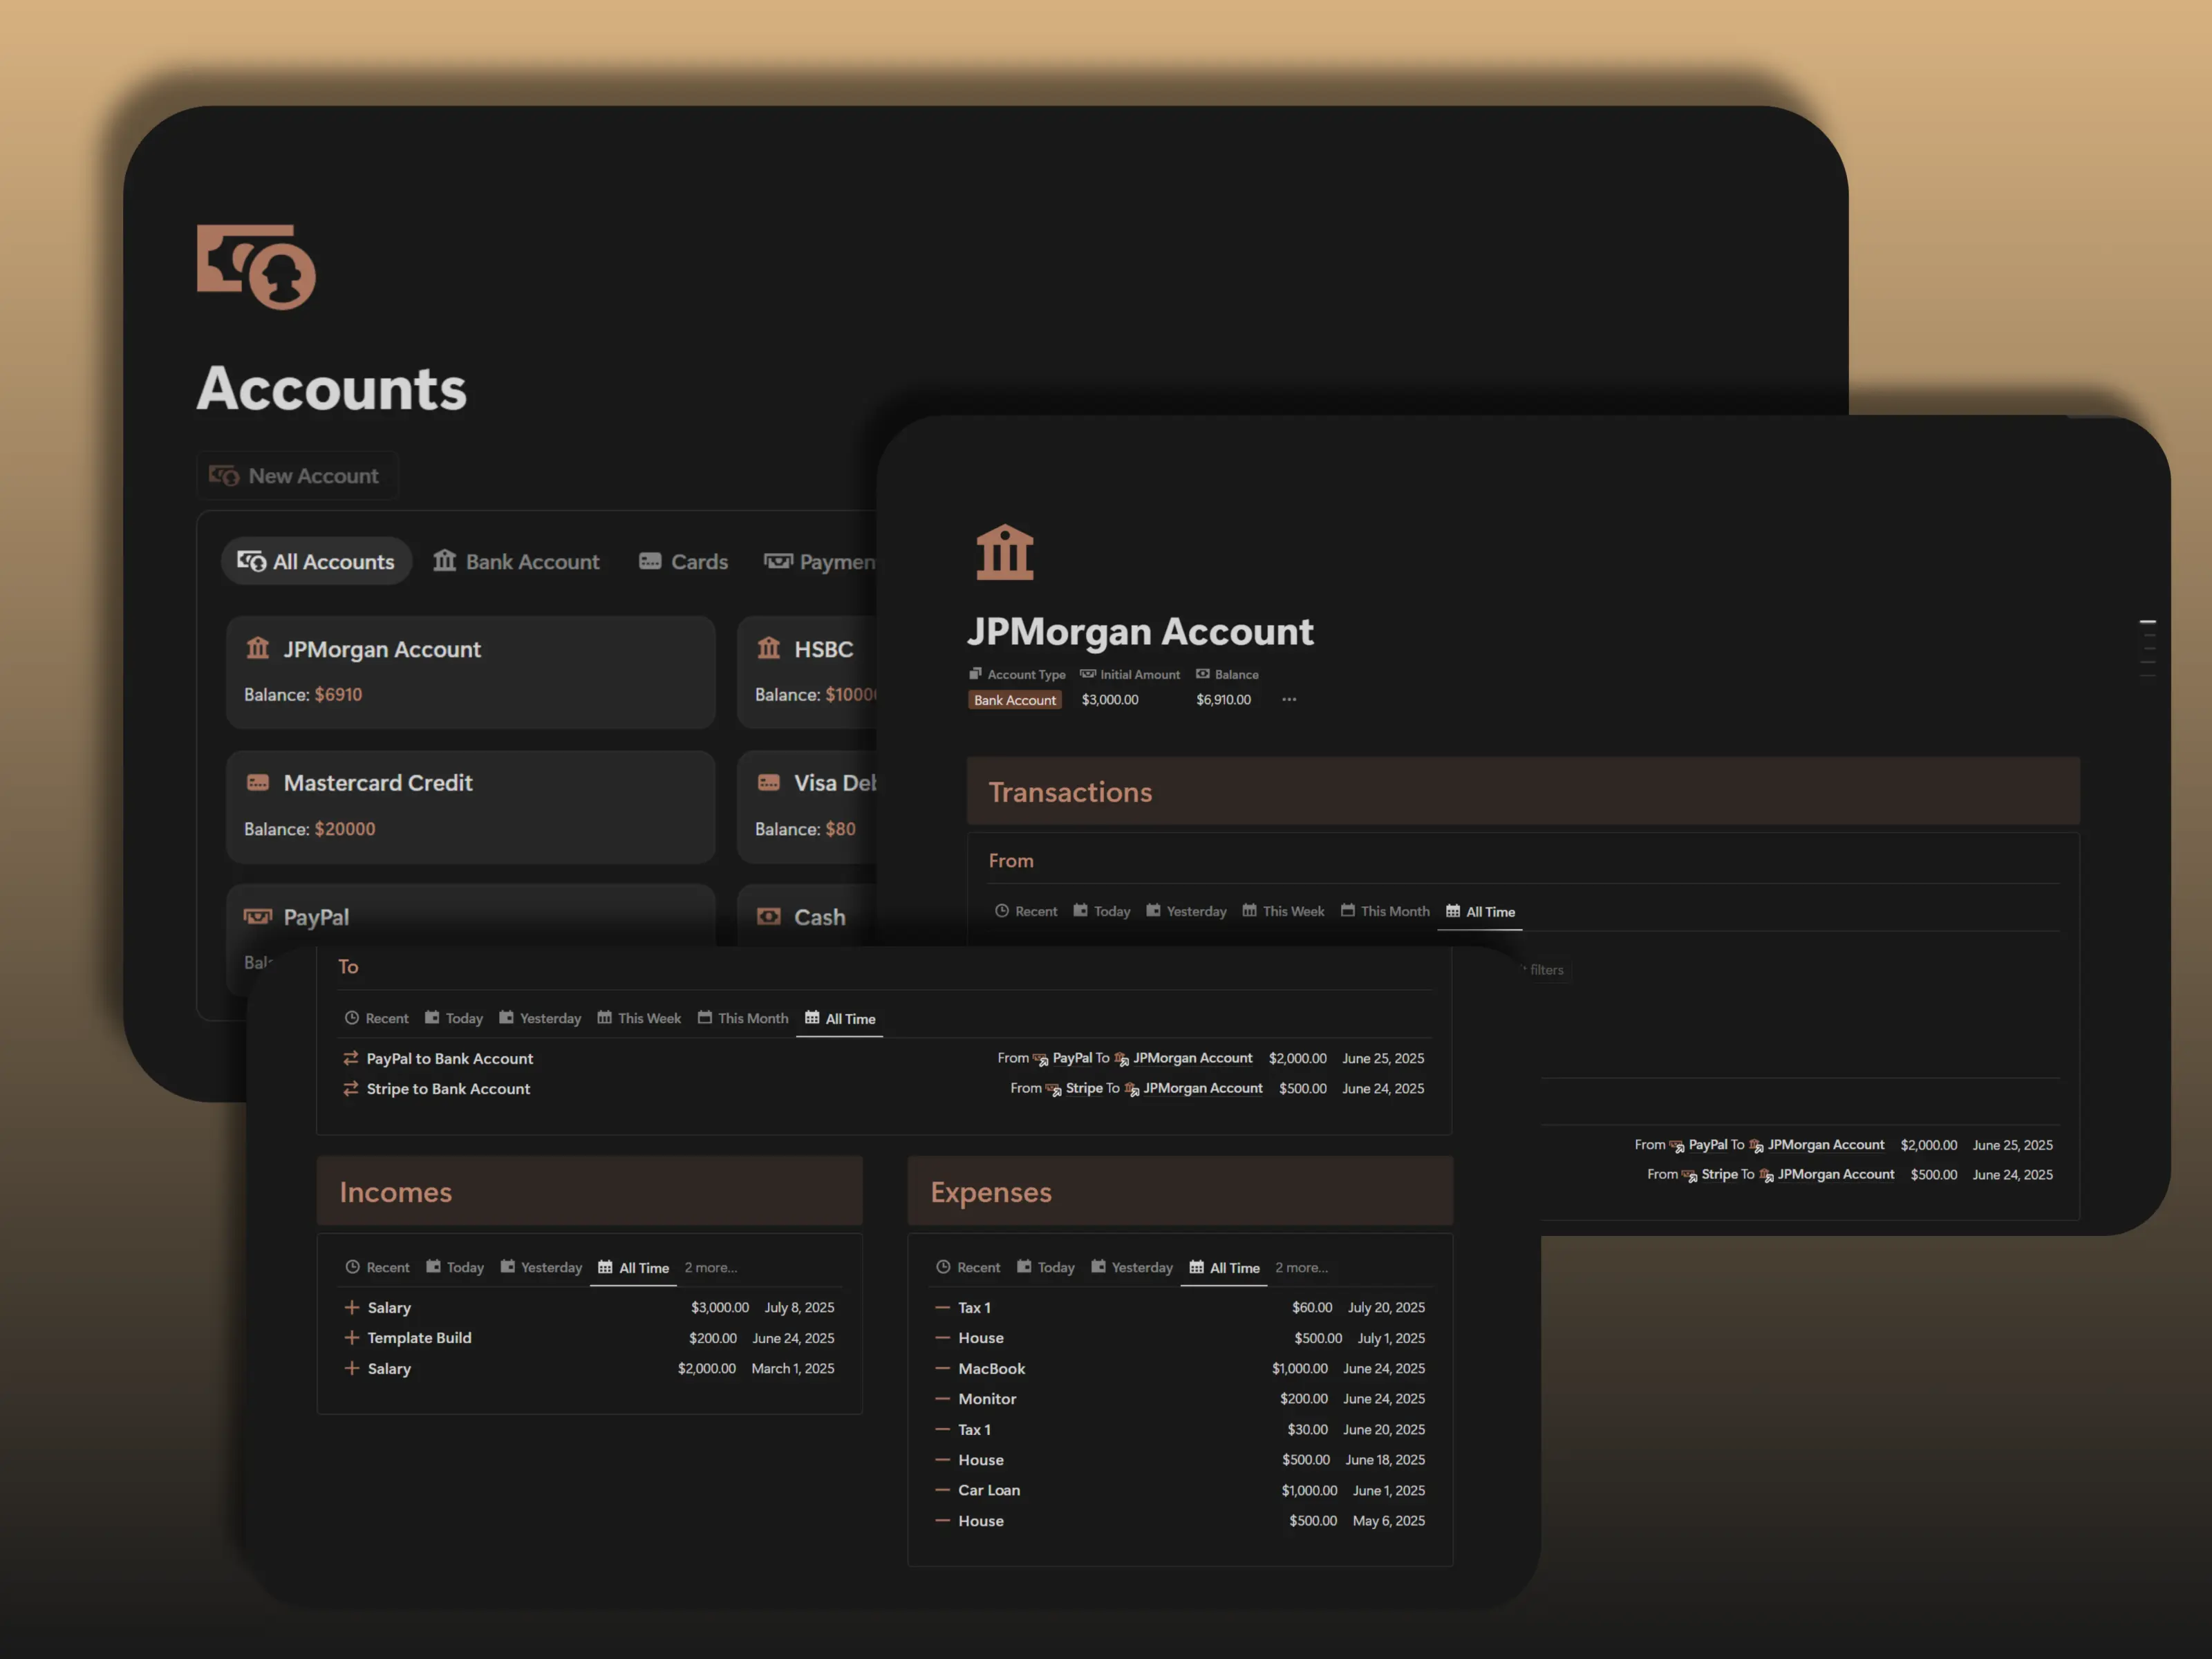 Accounts
New Account
All Accounts Bank Account Cards
JPMorgan Account
Balance: $6910
HSBC
Balance:
Mastercard Credit
Balance: $20000
Visa
Balance: $80
PayPal
Cash
JPMorgan Account
Account Type Initial Amount Balance
Bank Account $3,000.00 $6,910.00 •••
Transactions
From
Recent Today Yesterday This Week This Month All Time
filters
From PayPal To JPMorgan Account $2,000.00 June 25, 2025
From Stripe To JPMorgan Account $500.00 June 24, 2025
To
Recent Today Yesterday This Week This Month All Time
PayPal to Bank Account From PayPal To JPMorgan Account $2,000.00 June 25, 2025
Stripe to Bank Account From Stripe To JPMorgan Account $500.00 June 24, 2025
Incomes
Recent Today Yesterday All Time 2 more...
Salary $3,000.00 July 8, 2025
Template Build $200.00 June 24, 2025
Salary $2,000.00 March 1, 2025
Expenses
Recent Today Yesterday All Time 2 more...
Tax 1 $60.00 July 20, 2025
House $500.00 July 1, 2025
MacBook $1,000.00 June 24, 2025
Monitor $200.00 June 24, 2025
Tax 1 $30.00 June 20, 2025
House $500.00 June 18, 2025
Car Loan $1,000.00 June 1, 2025
House $500.00 May 6, 2025